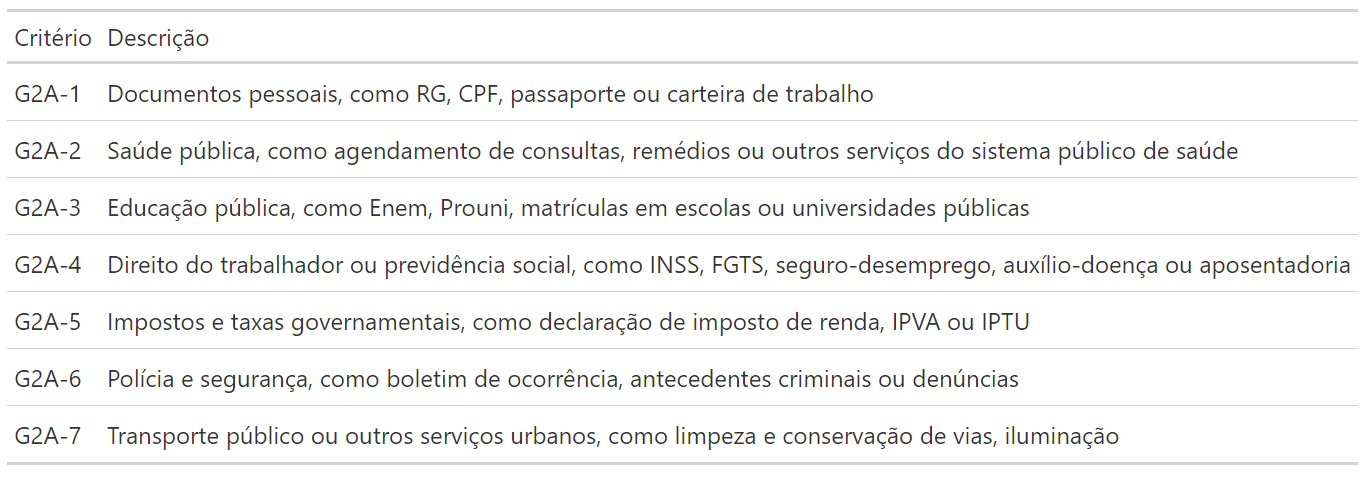 Critério Descrição
G2A-1 Documentos pessoais, como RG, CPF, passaporte ou carteira de trabalho
G2A-2 Saúde pública, como agendamento de consultas, remédios ou outros serviços do sistema público de saúde
G2A-3 Educação pública, como Enem, Prouni, matrículas em escolas ou universidades públicas
G2A-4 Direito do trabalhador ou previdência social, como INSS, FGTS, seguro-desemprego, auxílio-doença ou aposentadoria
G2A-5 Impostos e taxas governamentais, como declaração de imposto de renda, IPVA ou IPTU
G2A-6 Polícia e segurança, como boletim de ocorrência, antecedentes criminais ou denúncias
G2A-7 Transporte público ou outros serviços urbanos, como limpeza e conservação de vias, iluminação